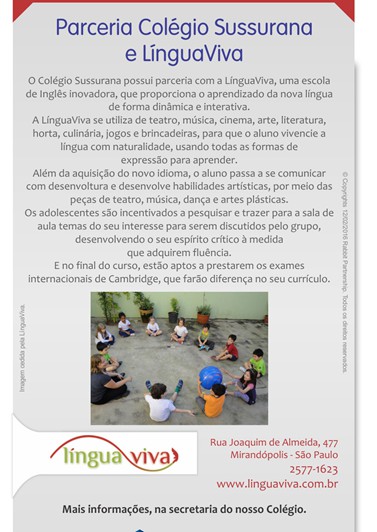 Parceria Colégio Sussurana
e LínguaViva
O Colégio Sussurana possui parceria com a LínguaViva, uma escola
de Inglês inovadora, que proporciona o aprendizado da nova língua
de forma dinâmica e interativa.
A LínguaViva se utiliza de teatro, música, cinema, arte, literatura,
horta, culinária, jogos e brincadeiras, para que o aluno vivencie a
língua com naturalidade, usando todas as formas de
expressão para aprender.
Além da aquisição do novo idioma, o aluno passa a se comunicar
com desenvoltura e desenvolve habilidades artísticas, por meio das
peças de teatro, música, dança e artes plásticas.
Os adolescentes são incentivados a pesquisar e trazer para a sala de
aula temas do seu interesse para serem discutidos pelo grupo,
desenvolvendo o seu espírito crítico à medida
que adquirem fluência.
E no final do curso, estão aptos a prestarem os exames
internacionais de Cambridge, que farão diferença no seu currículo.
© Copyrights 12/02/2016 Rabbit Partnership. Todos os direitos reservados.
Imagem cedida pela LínguaViva.
língua viva
Rua Joaquim de Almeida, 477
Mirandópolis - São Paulo
2577-1623
www.linguaviva.com.br
Mais informações, na secretaria do nosso Colégio.